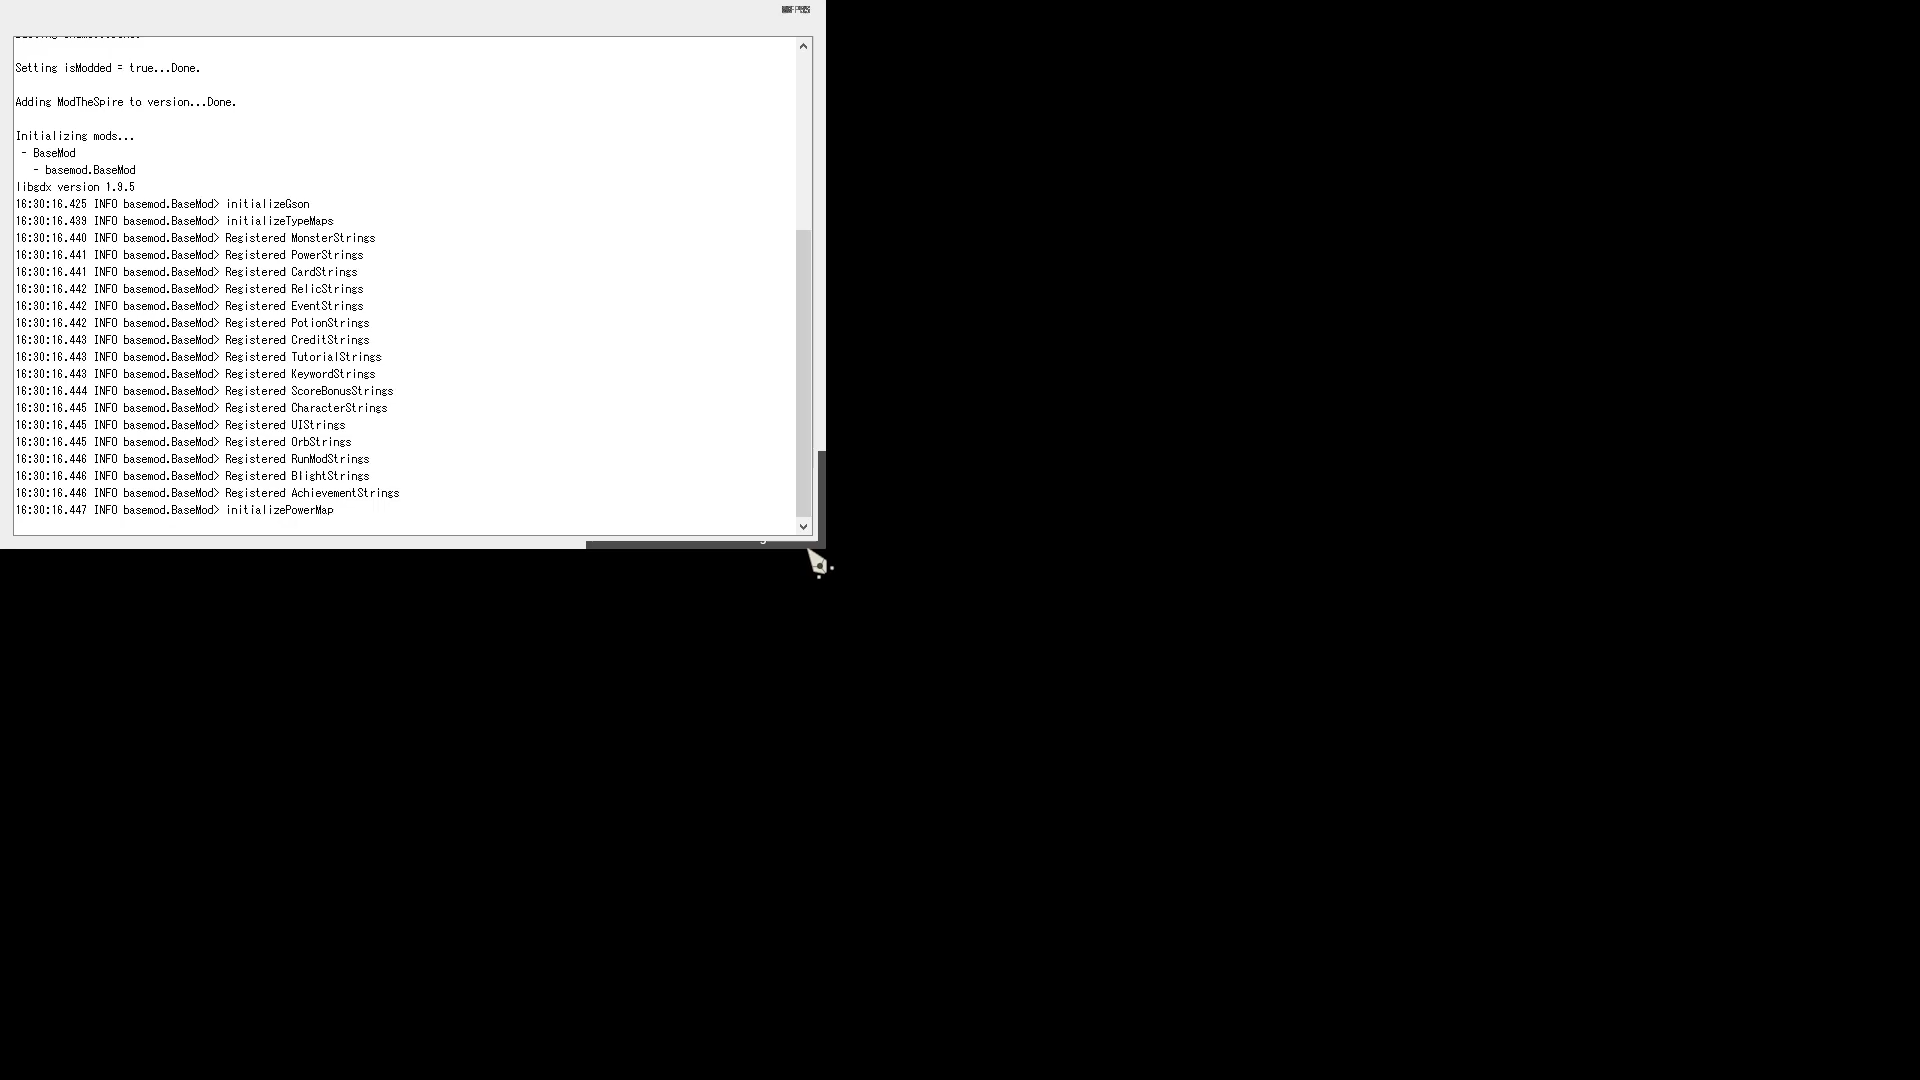 Setting isModded = true...Done.
Adding ModTheSpire to version...Done.
Initializing mods...
- BaseMod
- basemod.BaseMod
libgdx version 1.9.5
16:30:16.425 INFO basemod.BaseMod> initializeGson
16:30:16.439 INFO basemod.BaseMod> initializeTypeMaps
16:30:16.440 INFO basemod.BaseMod> Registered MonsterStrings
16:30:16.441 INFO basemod.BaseMod> Registered PowerStrings
16:30:16.441 INFO basemod.BaseMod> Registered CardStrings
16:30:16.442 INFO basemod.BaseMod> Registered RelicStrings
16:30:16.442 INFO basemod.BaseMod> Registered EventStrings
16:30:16.442 INFO basemod.BaseMod> Registered PotionStrings
16:30:16.443 INFO basemod.BaseMod> Registered CreditStrings
16:30:16.443 INFO basemod.BaseMod> Registered TutorialStrings
16:30:16.443 INFO basemod.BaseMod> Registered KeywordStrings
16:30:16.444 INFO basemod.BaseMod> Registered ScoreBonusStrings
16:30:16.445 INFO basemod.BaseMod> Registered CharacterStrings
16:30:16.445 INFO basemod.BaseMod> Registered UIStrings
16:30:16.445 INFO basemod.BaseMod> Registered OrbStrings
16:30:16.446 INFO basemod.BaseMod> Registered RunModStrings
16:30:16.446 INFO basemod.BaseMod> Registered BlightStrings
16:30:16.446 INFO basemod.BaseMod> Registered AchievementStrings
16:30:16.447 INFO basemod.BaseMod> initializePowerMap